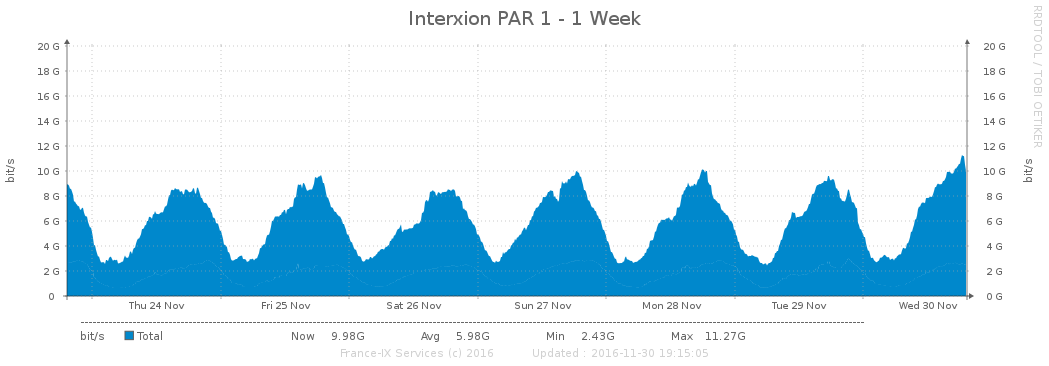 Interxion PAR 1 - 1 Week
RRDTOOL / TOBI OETIKER
bit/s
bit/s
20 G 20 G
18 G 18 G
16 G 16 G
14 G 14 G
12 G 12 G
10 G 10 G
8 G 8 G
6 G 6 G
4 G 4 G
2 G 2 G
0 0 G
Thu 24 Nov Fri 25 Nov Sat 26 Nov Sun 27 Nov Mon 28 Nov Tue 29 Nov Wed 30 Nov
bit/s Total Now 9.98G Avg 5.98G Min 2.43G Max 11.27G
France-IX Services (c) 2016 Updated : 2016-11-30 19:15:05